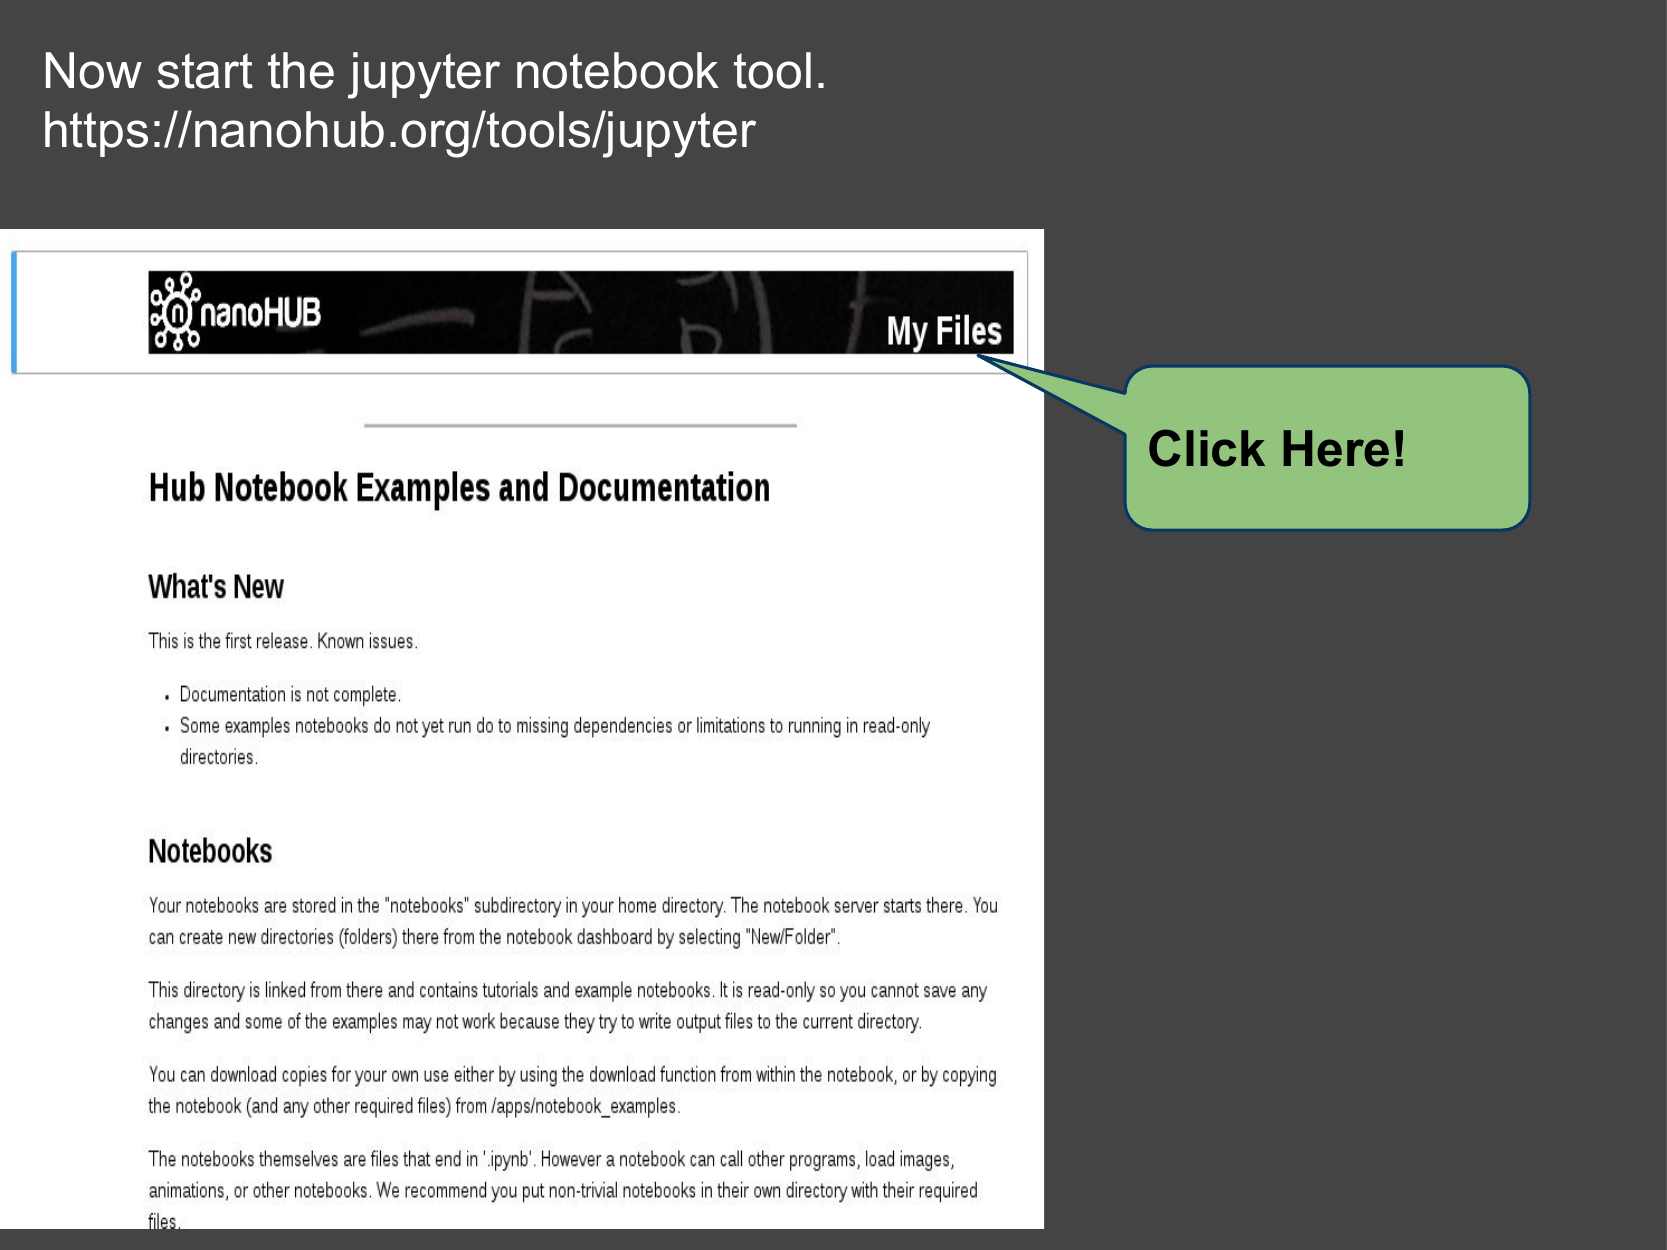 Now start the jupyter notebook tool.
https://nanohub.org/tools/jupyter
nanoHUB
My Files
Click Here!
Hub Notebook Examples and Documentation
What's New
This is the first release. Known issues.
• Documentation is not complete.
• Some examples notebooks do not yet run do to missing dependencies or limitations to running in read-only
directories.
Notebooks
Your notebooks are stored in the "notebooks" subdirectory in your home directory. The notebook server starts there. You
can create new directories (folders) there from the notebook dashboard by selecting "New/Folder".
This directory is linked from there and contains tutorials and example notebooks. It is read-only so you cannot save any
changes and some of the examples may not work because they try to write output files to the current directory.
You can download copies for your own use either by using the download function from within the notebook, or by copying
the notebook (and any other required files) from /apps/notebook_examples.
The notebooks themselves are files that end in '.ipynb'. However a notebook can call other programs, load images,
animations, or other notebooks. We recommend you put non-trivial notebooks in their own directory with their required
files.